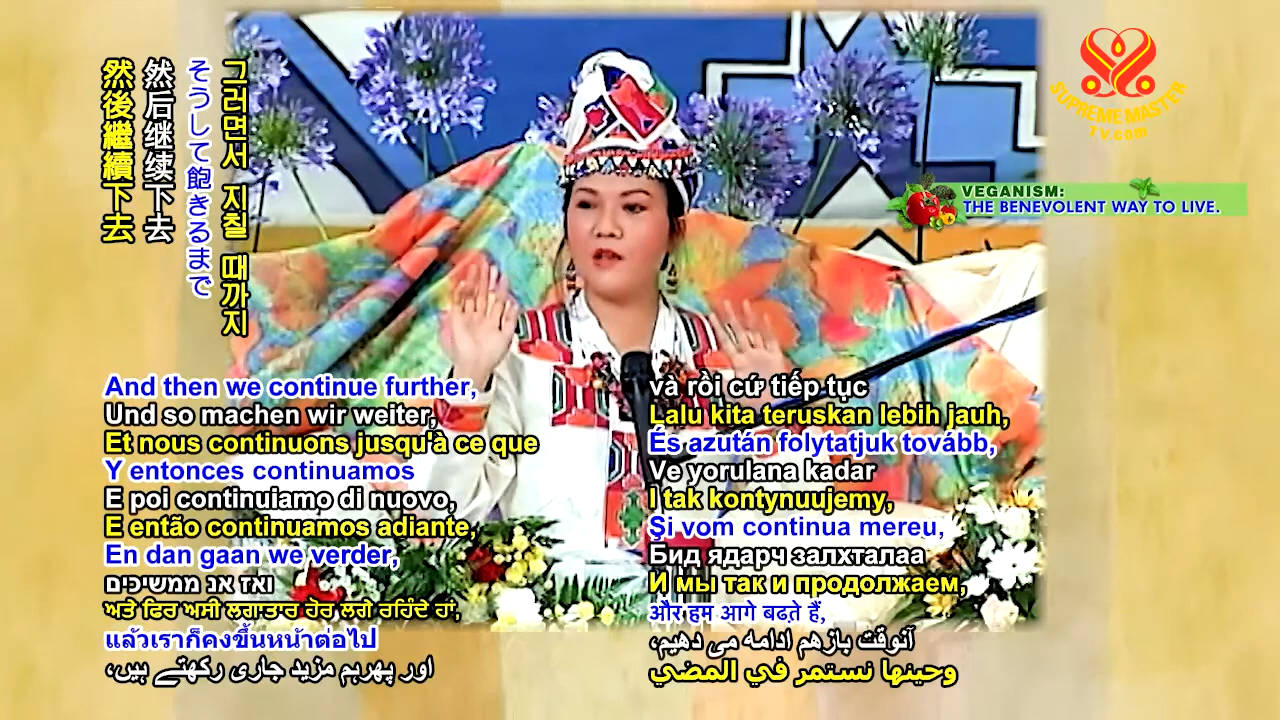 然後繼續下去
然后继续下去
そうして飽きるまで
그러면서 지칠 때까지
SUPREME MASTER
TV.com
VEGANISM:
THE BENEVOLENT WAY TO LIVE.
And then we continue further,
Und so machen wir weiter,
Et nous continuons jusqu'à ce que
Y entonces continuamos
E poi continuiamo di nuovo,
E então continuamos adiante,
En dan gaan we verder,
ואז אנ ממשיכים
ਅਤੇ ਫਿਰ ਅਸੀ ਲਗਾਤਾਰ ਹੋਰ ਲਗੇ ਰਹਿੰਦੇ ਹਾਂ,
แล้วเราก็คงขึ้นหน้าต่อไป
اور پھرہم مزید جاری رکھتے ہیں،
và rồi cứ tiếp tục
Lalu kita teruskan lebih jauh,
És azután folytatjuk tovább,
Ve yorulana kadar
I tak kontynuujemy,
Şi vom continua mereu,
Бид ядарч залхталаа
И мы так и продолжаем,
और हम आगे बढ़ते हैं,
آنوقت بازهم ادامه می دهیم،
وحينها نستمر في المضي